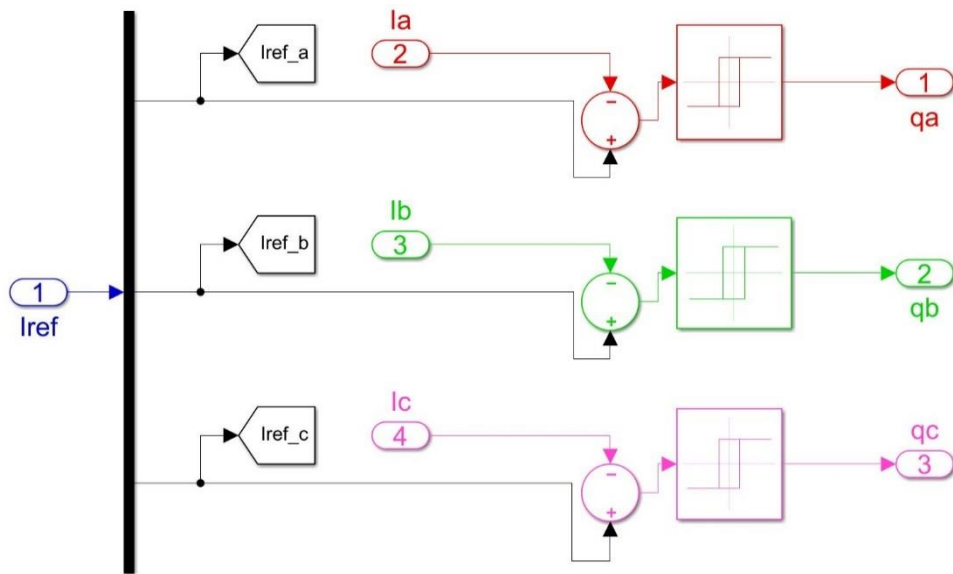 Iref_a
Ia
2
−
+
1
qa
Iref_b
Ib
3
−
+
2
qb
1
Iref
Iref_c
Ic
4
−
+
qc
3